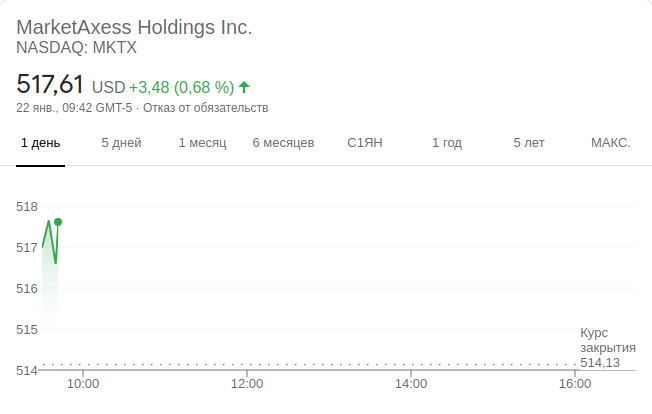 MarketAxess Holdings Inc.
NASDAQ: MKTX
517,61 USD +3,48 (0,68 %)
22 янв., 09:42 GMT-5 · Отказ от обязательств
1 день 5 дней 1 месяц 6 месяцев С1ЯН 1 год 5 лет МАКС.
518
517
516
515
Курс
закрытия
514,13
514
10:00 12:00 14:00 16:00